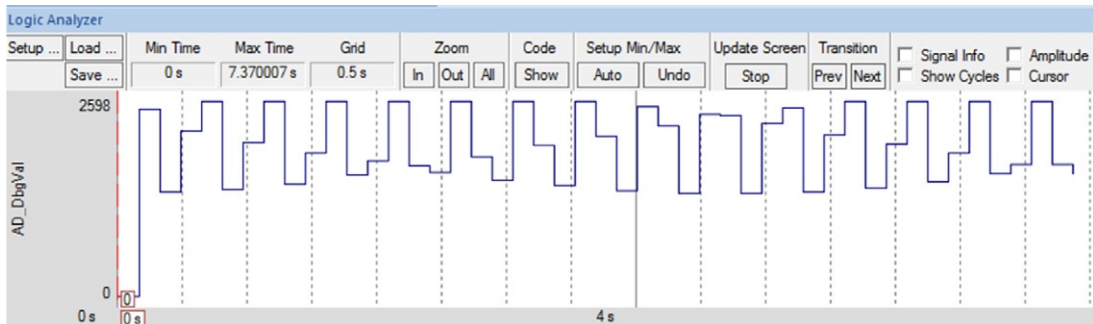 Logic Analyzer
Setup ... Load ... Min Time Max Time Grid Zoom Code Setup Min/Max Update Screen Transition Signal Info Amplitude
Save ... 0 s 7.370007 s 0.5 s In Out All Show Auto Undo Stop Prev Next Show Cycles Cursor
2598
AD_DbgVal
0 0
0 s 0 s 4 s